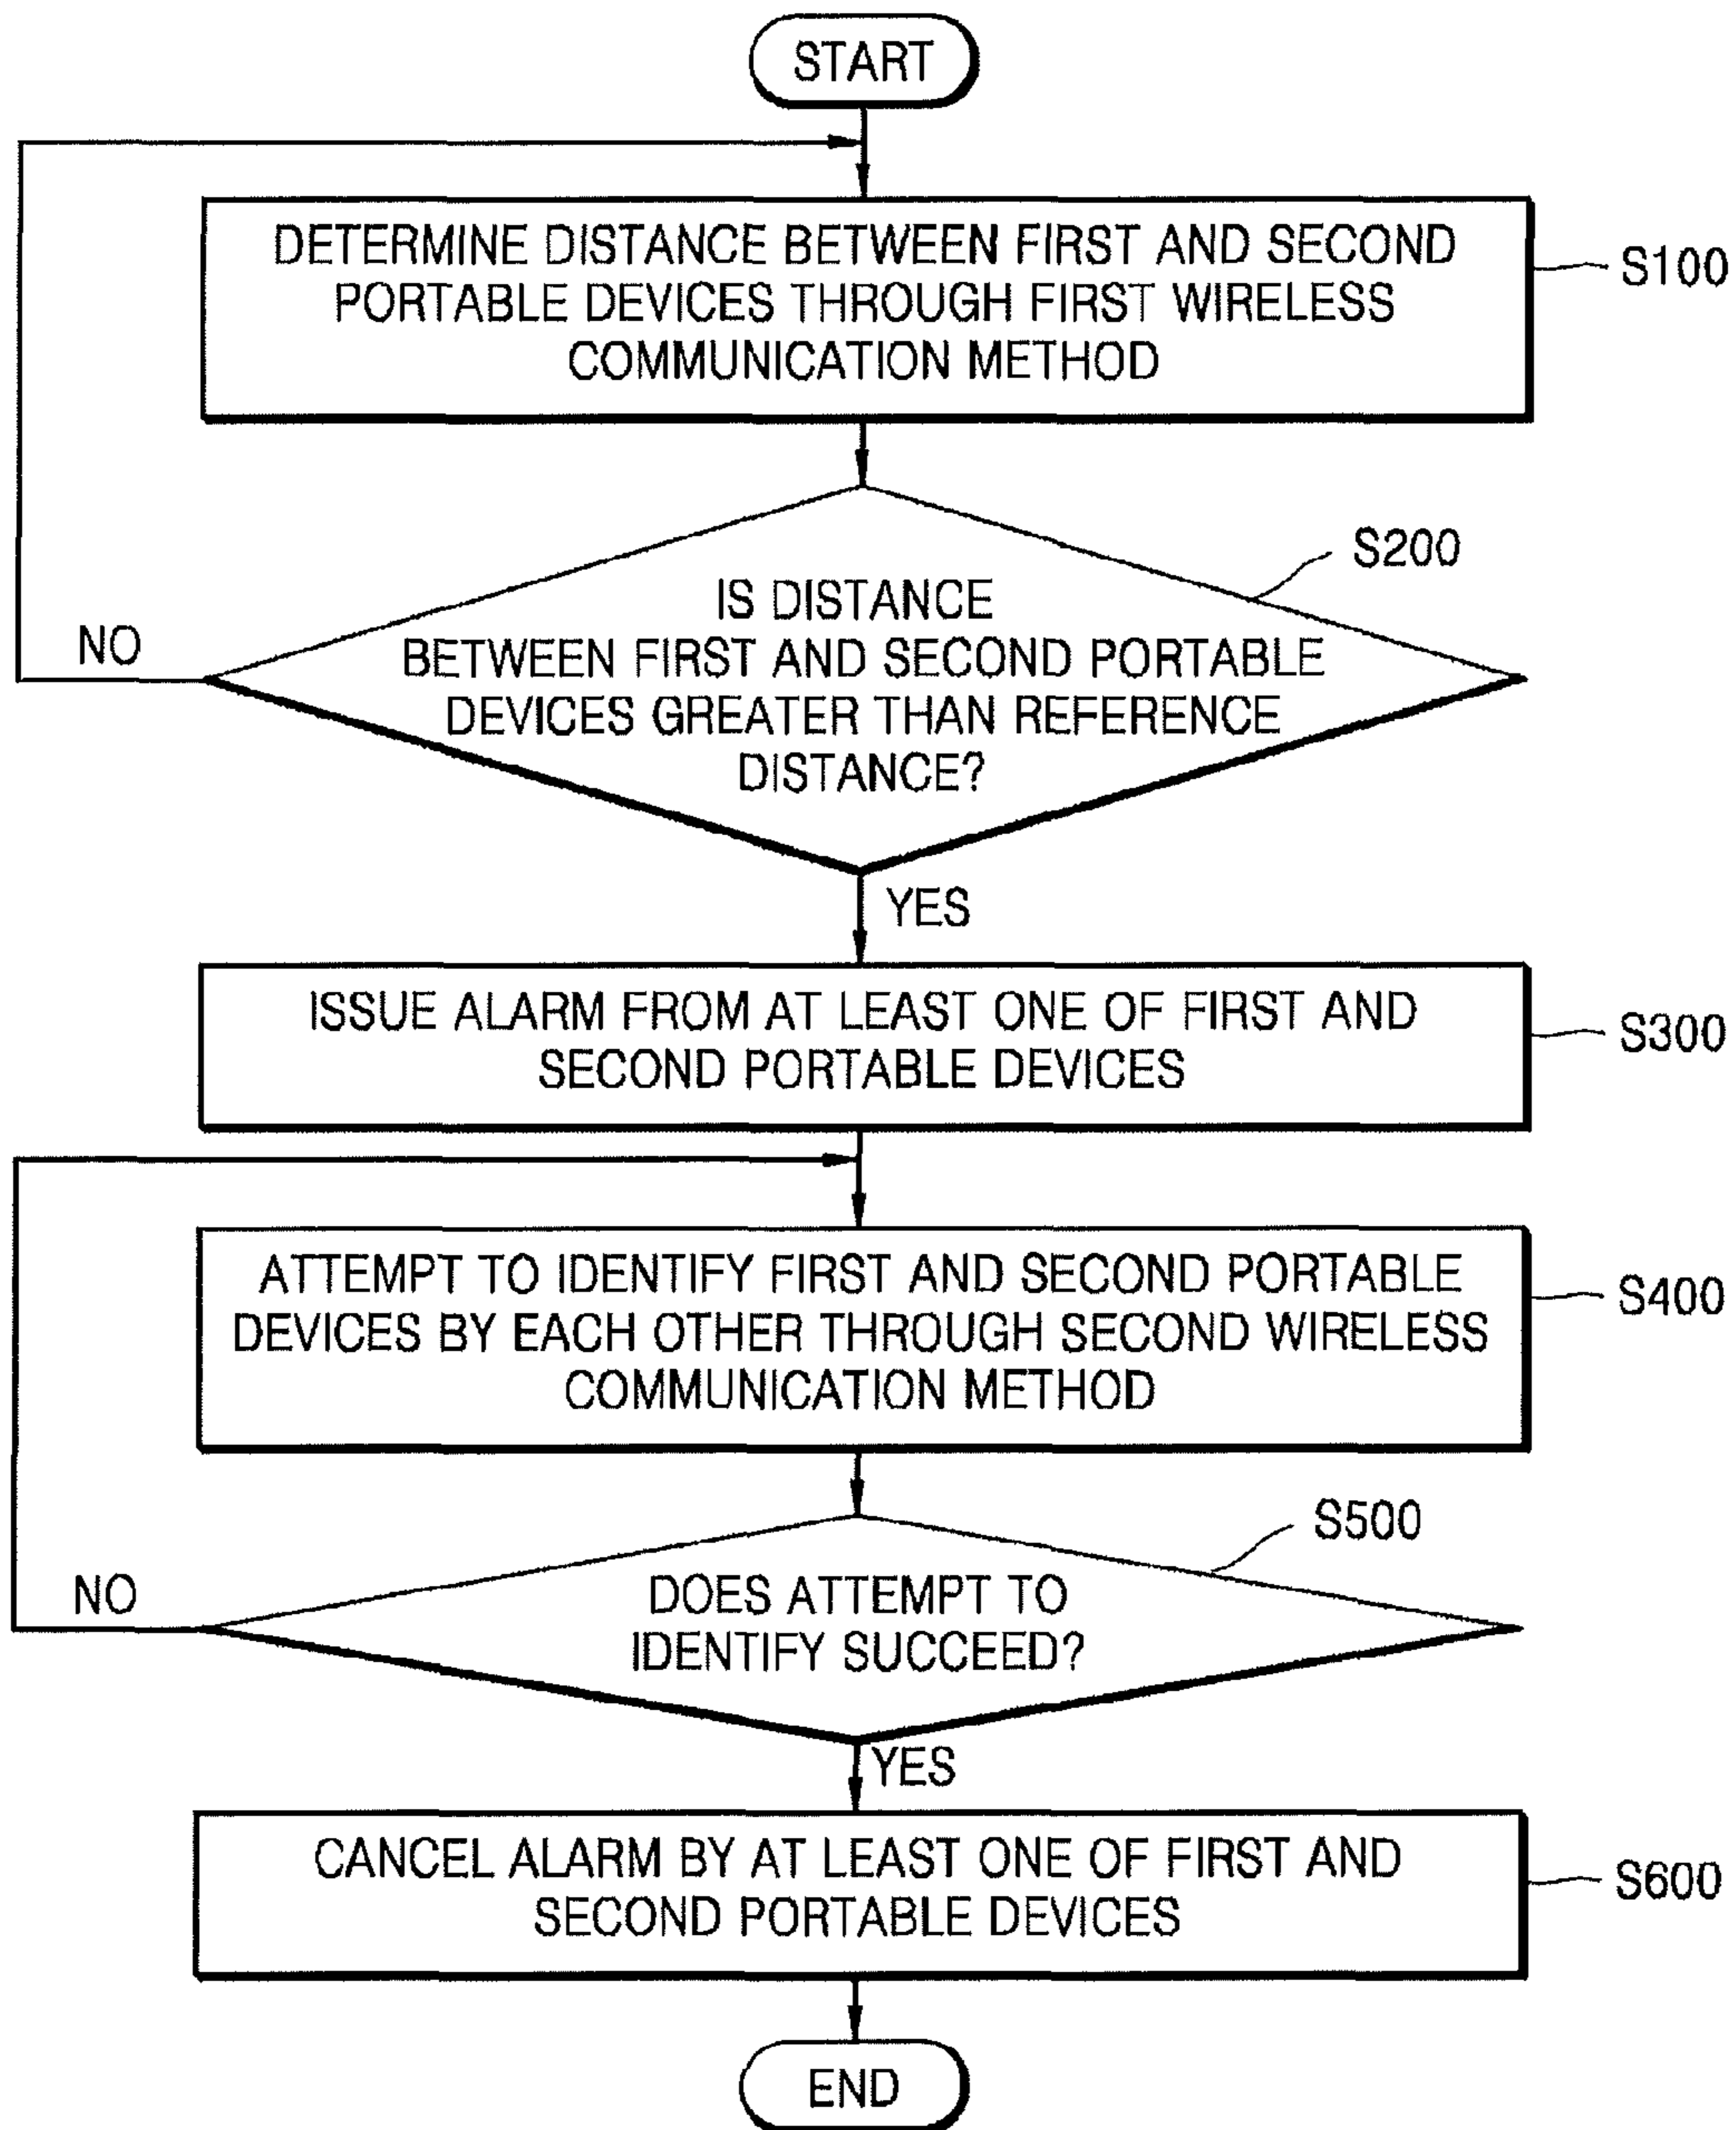 START
DETERMINE DISTANCE BETWEEN FIRST AND SECOND
PORTABLE DEVICES THROUGH FIRST WIRELESS
COMMUNICATION METHOD
S100
S200
IS DISTANCE
BETWEEN FIRST AND SECOND PORTABLE
DEVICES GREATER THAN REFERENCE
DISTANCE?
NO
YES
ISSUE ALARM FROM AT LEAST ONE OF FIRST AND
SECOND PORTABLE DEVICES
S300
ATTEMPT TO IDENTIFY FIRST AND SECOND PORTABLE
DEVICES BY EACH OTHER THROUGH SECOND WIRELESS
COMMUNICATION METHOD
S400
S500
DOES ATTEMPT TO
IDENTIFY SUCCEED?
NO
YES
CANCEL ALARM BY AT LEAST ONE OF FIRST AND
SECOND PORTABLE DEVICES
S600
END